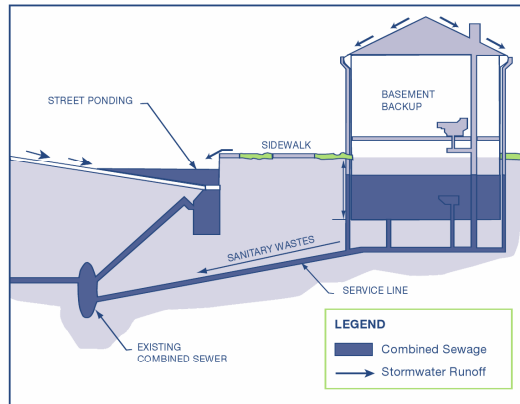 STREET PONDING
BASEMENT
BACKUP
SIDEWALK
SANITARY WASTES
SERVICE LINE
EXISTING
COMBINED SEWER
LEGEND
Combined Sewage
Stormwater Runoff